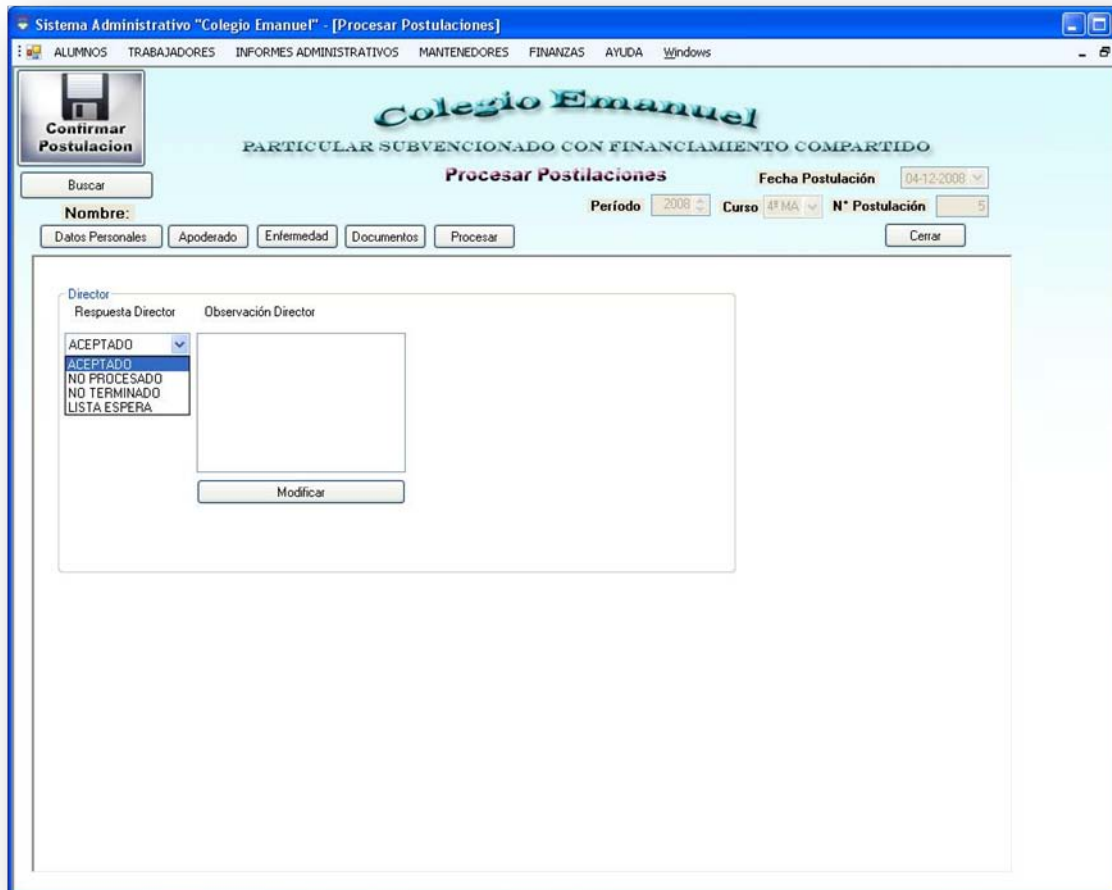 Sistema Administrativo "Colegio Emanuel" - [Procesar Postulaciones]
ALUMNOS TRABAJADORES INFORMES ADMINISTRATIVOS MANTENEDORES FINANZAS AYUDA Windows
Confirmar
Postulacion
Colegio Emanuel
PARTICULAR SUBVENCIONADO CON FINANCIAMIENTO COMPARTIDO
Procesar Postilaciones
Fecha Postulación 04-12-2008
Buscar
Período 2008 Curso 4º MA N° Postulación 5
Nombre:
Datos Personales Apoderado Enfermedad Documentos Procesar Cerrar
Director
Respuesta Director Observación Director
ACEPTADO
ACEPTADO
NO PROCESADO
NO TERMINADO
LISTA ESPERA
Modificar